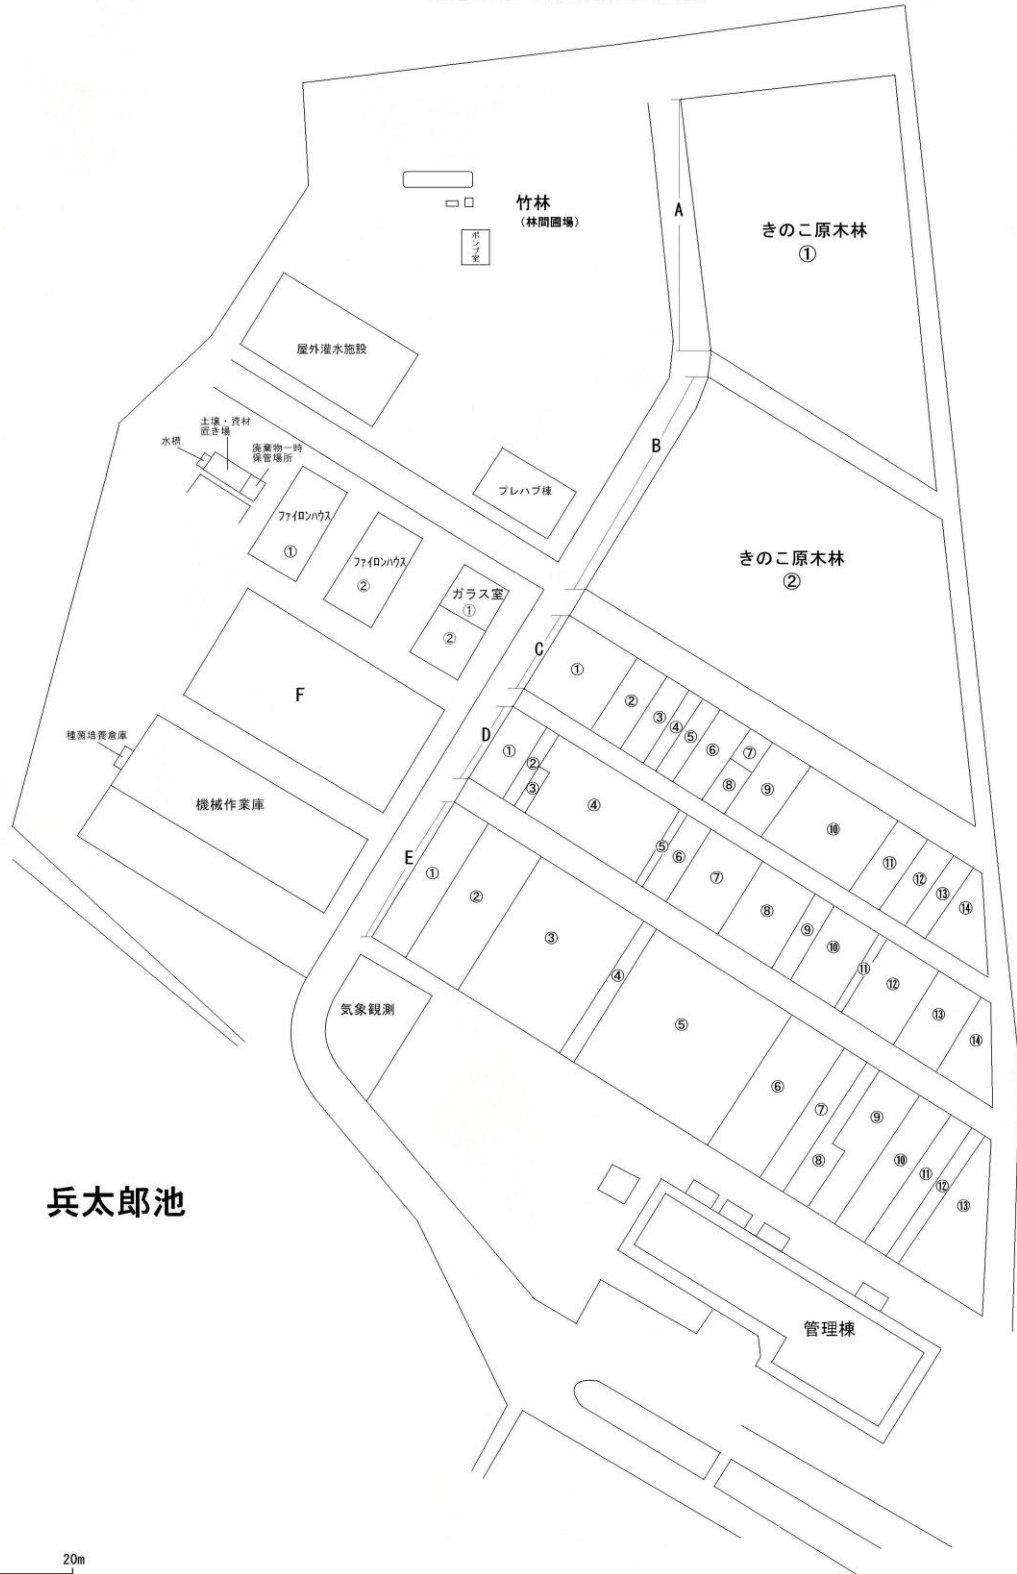 竹林
(林間圃場)
ポンプ室
A
きのこ原木林
①
屋外灌水施設
土壌・資材
置き場
水槽
廃棄物一時
保管場所
B
プレハブ棟
ファイロンハウス
①
ファイロンハウス
②
ガラス室
①
②
きのこ原木林
②
C
①
②
③
④
⑤
⑥
⑦
⑧
⑨
⑩
⑪
⑫
⑬
⑭
D
①
②
③
④
⑤
⑥
⑦
⑧
⑨
⑩
⑪
⑫
⑬
⑭
E
①
②
③
④
⑤
⑥
⑦
⑧
⑨
⑩
⑪
⑫
⑬
F
種菌培養倉庫
機械作業庫
気象観測
兵太郎池
管理棟
20m